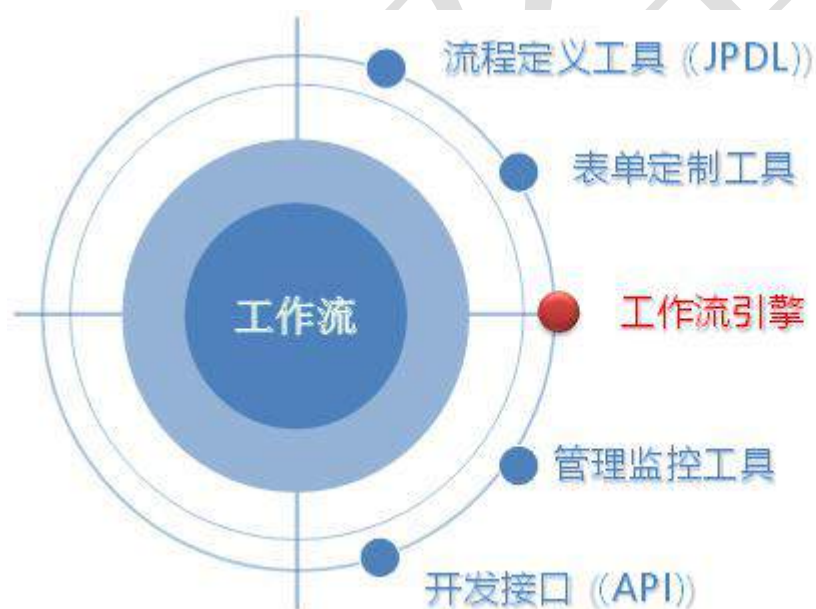 流程定义工具（(JPDL)）
表单定制工具
工作流
工作流引擎
管理监控工具
开发接口（(API)）